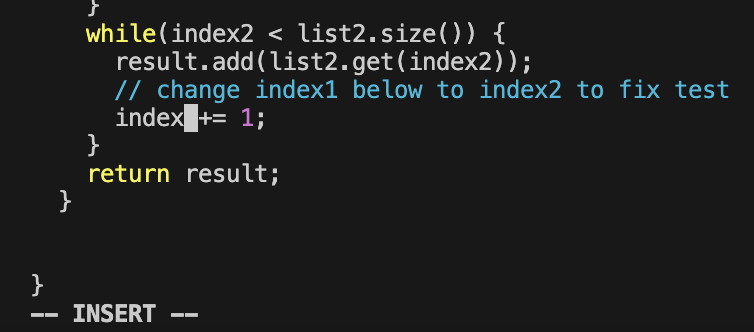 }
while(index2 < list2.size()) {
result.add(list2.get(index2));
// change index1 below to index2 to fix test
index += 1;
}
return result;
}
}
-- INSERT --